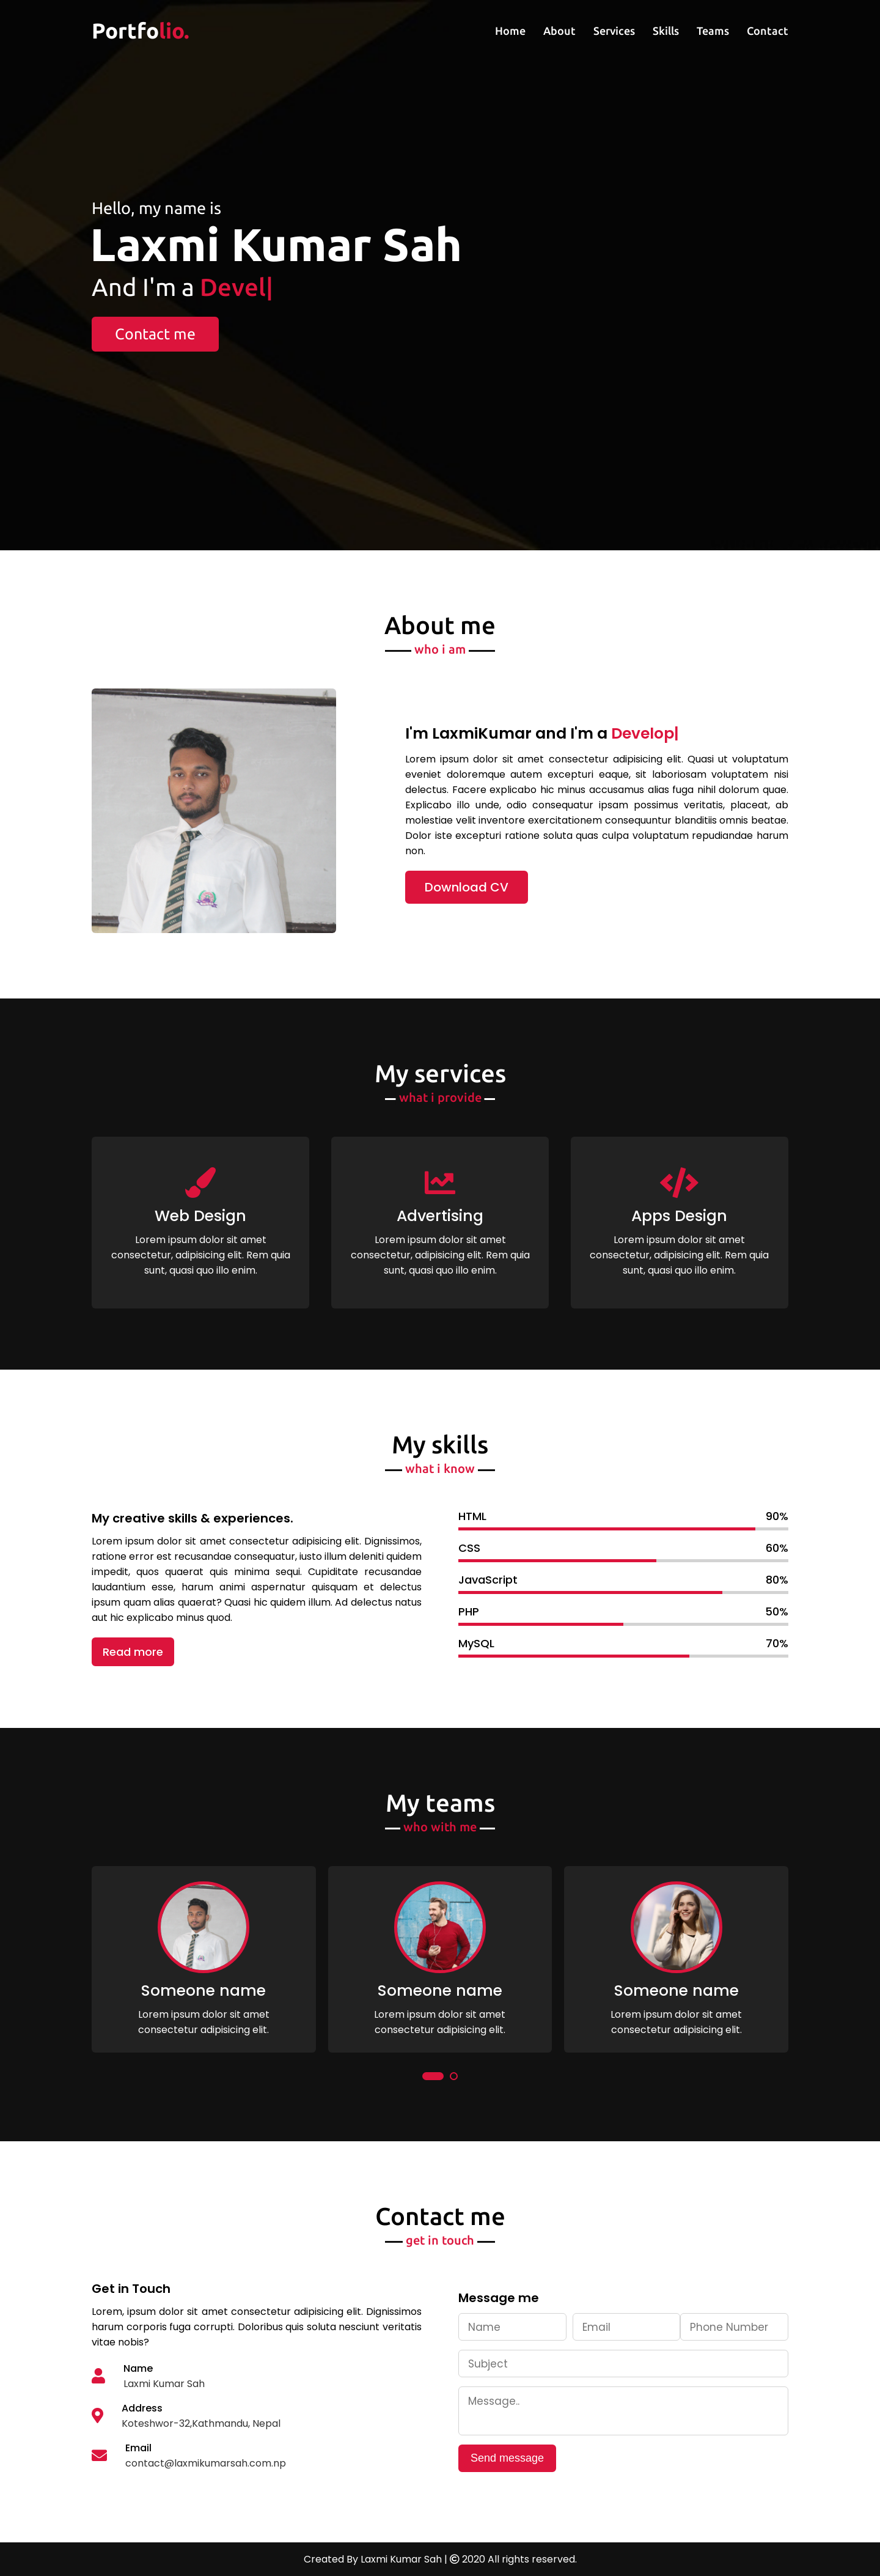 Portfolio.
Home About Services Skills Teams Contact
Hello, my name is
Laxmi Kumar Sah
And I'm a Devel|
Contact me
About me
who i am
I'm LaxmiKumar and I'm a Develop|
Lorem ipsum dolor sit amet consectetur adipisicing elit. Quasi ut voluptatum
eveniet doloremque autem excepturi eaque, sit laboriosam voluptatem nisi
delectus. Facere explicabo hic minus accusamus alias fuga nihil dolorum quae.
Explicabo illo unde, odio consequatur ipsam possimus veritatis, placeat, ab
molestiae velit inventore exercitationem consequuntur blanditiis omnis beatae.
Dolor iste excepturi ratione soluta quas culpa voluptatum repudiandae harum
non.
Download CV
My services
what i provide
Web Design
Lorem ipsum dolor sit amet
consectetur, adipisicing elit. Rem quia
sunt, quasi quo illo enim.
Advertising
Lorem ipsum dolor sit amet
consectetur, adipisicing elit. Rem quia
sunt, quasi quo illo enim.
Apps Design
Lorem ipsum dolor sit amet
consectetur, adipisicing elit. Rem quia
sunt, quasi quo illo enim.
My skills
what i know
My creative skills & experiences.
Lorem ipsum dolor sit amet consectetur adipisicing elit. Dignissimos,
ratione error est recusandae consequatur, iusto illum deleniti quidem
impedit, quos quaerat quis minima sequi. Cupiditate recusandae
laudantium esse, harum animi aspernatur quisquam et delectus
ipsum quam alias quaerat? Quasi hic quidem illum. Ad delectus natus
aut hic explicabo minus quod.
Read more
HTML 90%
CSS 60%
JavaScript 80%
PHP 50%
MySQL 70%
My teams
who with me
Someone name
Lorem ipsum dolor sit amet
consectetur adipisicing elit.
Someone name
Lorem ipsum dolor sit amet
consectetur adipisicing elit.
Someone name
Lorem ipsum dolor sit amet
consectetur adipisicing elit.
Contact me
get in touch
Get in Touch
Lorem, ipsum dolor sit amet consectetur adipisicing elit. Dignissimos
harum corporis fuga corrupti. Doloribus quis soluta nesciunt veritatis
vitae nobis?
Name
Laxmi Kumar Sah
Address
Koteshwor-32,Kathmandu, Nepal
Email
contact@laxmikumarsah.com.np
Message me
Name Email Phone Number
Subject
Message..
Send message
Created By Laxmi Kumar Sah | © 2020 All rights reserved.